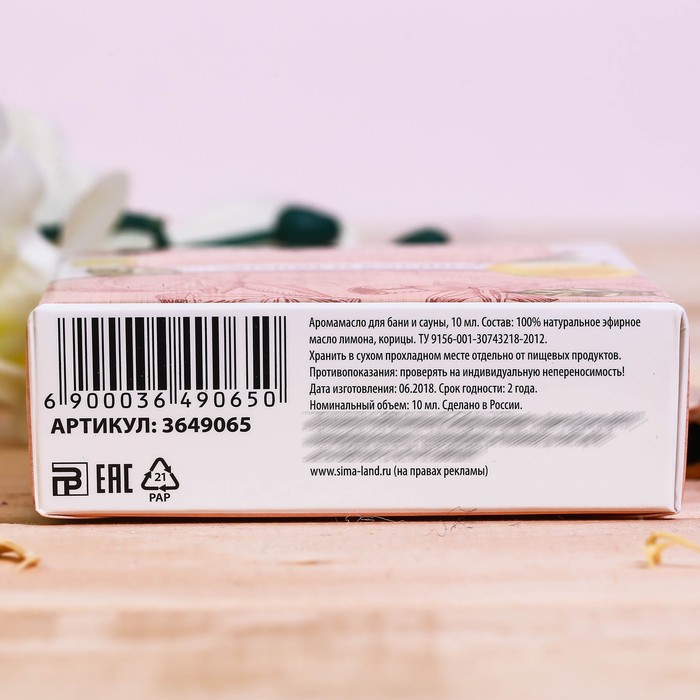 6 900036 490650
АРТИКУЛ: 3649065
ЕАС
21
PAP
Аромамасло для бани и сауны, 10 мл. Состав: 100% натуральное эфирное
масло лимона, корицы. ТУ 9156-001-30743218-2012.
Хранить в сухом прохладном месте отдельно от пищевых продуктов.
Противопоказания: проверять на индивидуальную непереносимость!
Дата изготовления: 06.2018. Срок годности: 2 года.
Номинальный объем: 10 мл. Сделано в России.
www.sima-land.ru (на правах рекламы)